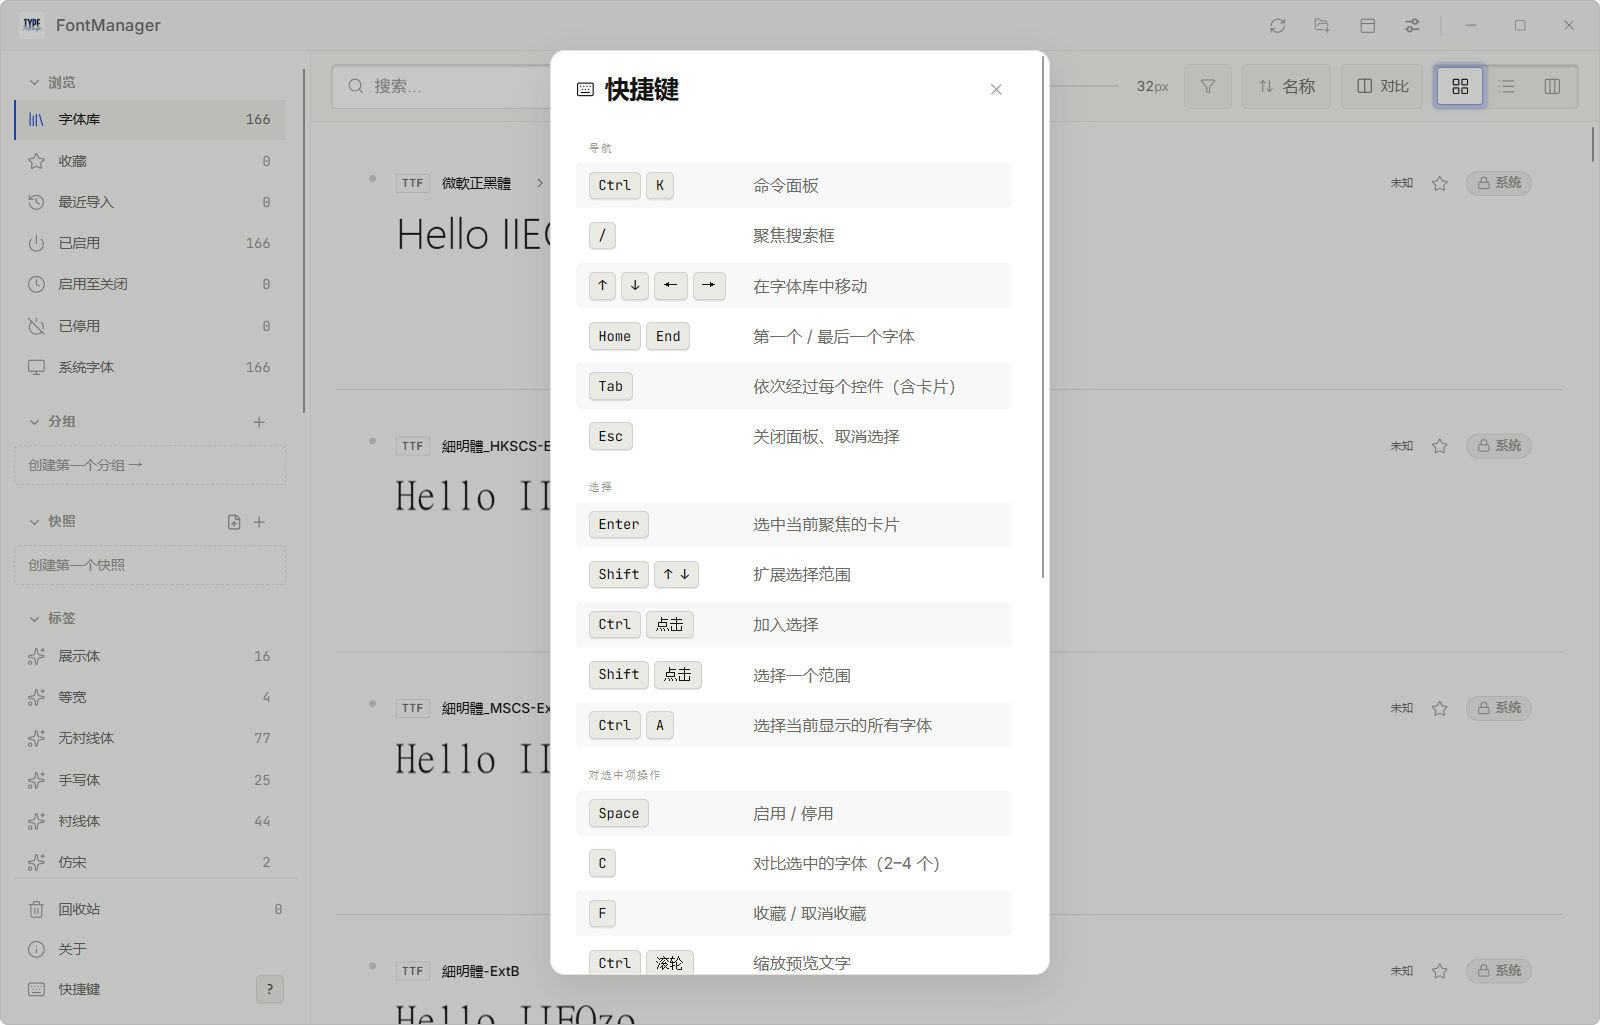 TYPE
FontManager
浏览
字体库 166
收藏 0
最近导入 0
已启用 166
启用至关闭 0
已停用 0
系统字体 166
分组
创建第一个分组 →
快照
创建第一个快照
标签
展示体 16
等宽 4
无衬线体 77
手写体 25
衬线体 44
仿宋 2
回收站 0
关于
快捷键 ?
搜索...
32px
名称
对比
TTF 微軟正黑體
未知 系统
Hello IIE
TTF 細明體_HKSCS-E
未知 系统
Hello II
TTF 細明體_MSCS-Ex
未知 系统
Hello II
TTF 細明體-ExtB
未知 系统
Hello IIEQzo
快捷键
导航
Ctrl K 命令面板
/ 聚焦搜索框
↑ ↓ ← → 在字体库中移动
Home End 第一个 / 最后一个字体
Tab 依次经过每个控件（含卡片）
Esc 关闭面板、取消选择
选择
Enter 选中当前聚焦的卡片
Shift ↑ ↓ 扩展选择范围
Ctrl 点击 加入选择
Shift 点击 选择一个范围
Ctrl A 选择当前显示的所有字体
对选中项操作
Space 启用 / 停用
C 对比选中的字体（2–4 个）
F 收藏 / 取消收藏
Ctrl 滚轮 缩放预览文字